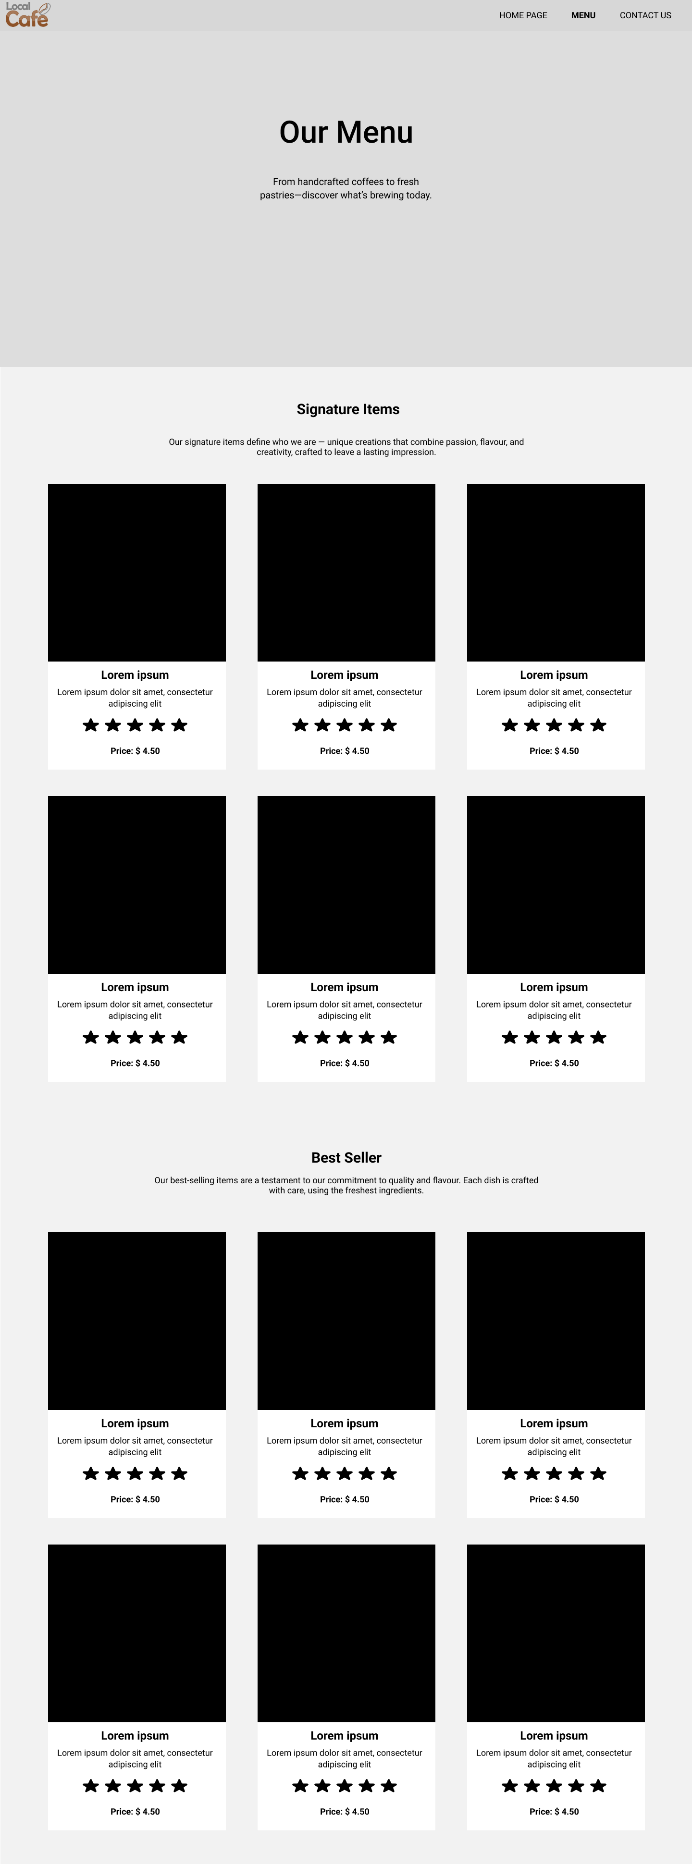 Local
Cafe
HOME PAGE
MENU
CONTACT US
Our Menu
From handcrafted coffees to fresh
pastries—discover what's brewing today.
Signature Items
Our signature items define who we are — unique creations that combine passion, flavour, and
creativity, crafted to leave a lasting impression.
Lorem ipsum
Lorem ipsum dolor sit amet, consectetur
adipiscing elit
Price: $ 4.50
Lorem ipsum
Lorem ipsum dolor sit amet, consectetur
adipiscing elit
Price: $ 4.50
Lorem ipsum
Lorem ipsum dolor sit amet, consectetur
adipiscing elit
Price: $ 4.50
Lorem ipsum
Lorem ipsum dolor sit amet, consectetur
adipiscing elit
Price: $ 4.50
Lorem ipsum
Lorem ipsum dolor sit amet, consectetur
adipiscing elit
Price: $ 4.50
Lorem ipsum
Lorem ipsum dolor sit amet, consectetur
adipiscing elit
Price: $ 4.50
Best Seller
Our best-selling items are a testament to our commitment to quality and flavour. Each dish is crafted
with care, using the freshest ingredients.
Lorem ipsum
Lorem ipsum dolor sit amet, consectetur
adipiscing elit
Price: $ 4.50
Lorem ipsum
Lorem ipsum dolor sit amet, consectetur
adipiscing elit
Price: $ 4.50
Lorem ipsum
Lorem ipsum dolor sit amet, consectetur
adipiscing elit
Price: $ 4.50
Lorem ipsum
Lorem ipsum dolor sit amet, consectetur
adipiscing elit
Price: $ 4.50
Lorem ipsum
Lorem ipsum dolor sit amet, consectetur
adipiscing elit
Price: $ 4.50
Lorem ipsum
Lorem ipsum dolor sit amet, consectetur
adipiscing elit
Price: $ 4.50